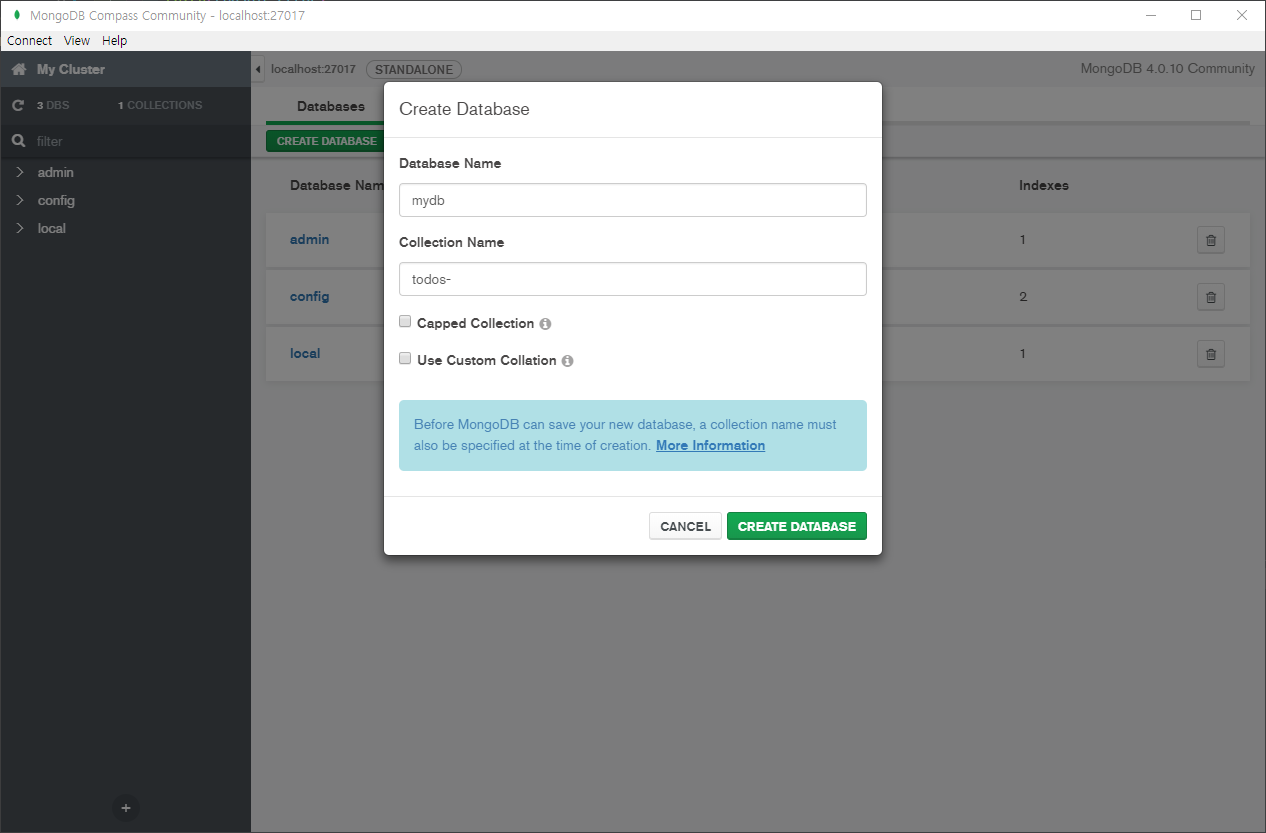 MongoDB Compass Community - localhost:27017
Connect View Help
My Cluster
localhost:27017 STANDALONE
MongoDB 4.0.10 Community
3 DBS 1 COLLECTIONS
filter
admin
config
local
Databases
CREATE DATABASE
Database Nam
Indexes
admin 1
config 2
local 1
Create Database
Database Name
mydb
Collection Name
todos-
Capped Collection
Use Custom Collation
Before MongoDB can save your new database, a collection name must
also be specified at the time of creation. More Information
CANCEL CREATE DATABASE